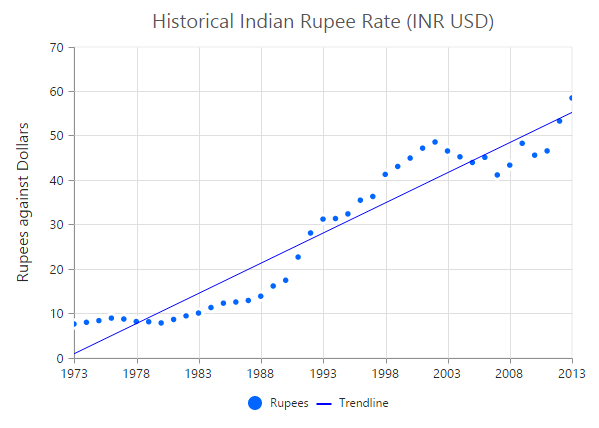 Historical Indian Rupee Rate (INR USD)
70
60
50
40
30
20
10
0
Rupees against Dollars
1973 1978 1983 1988 1993 1998 2003 2008 2013
Rupees Trendline